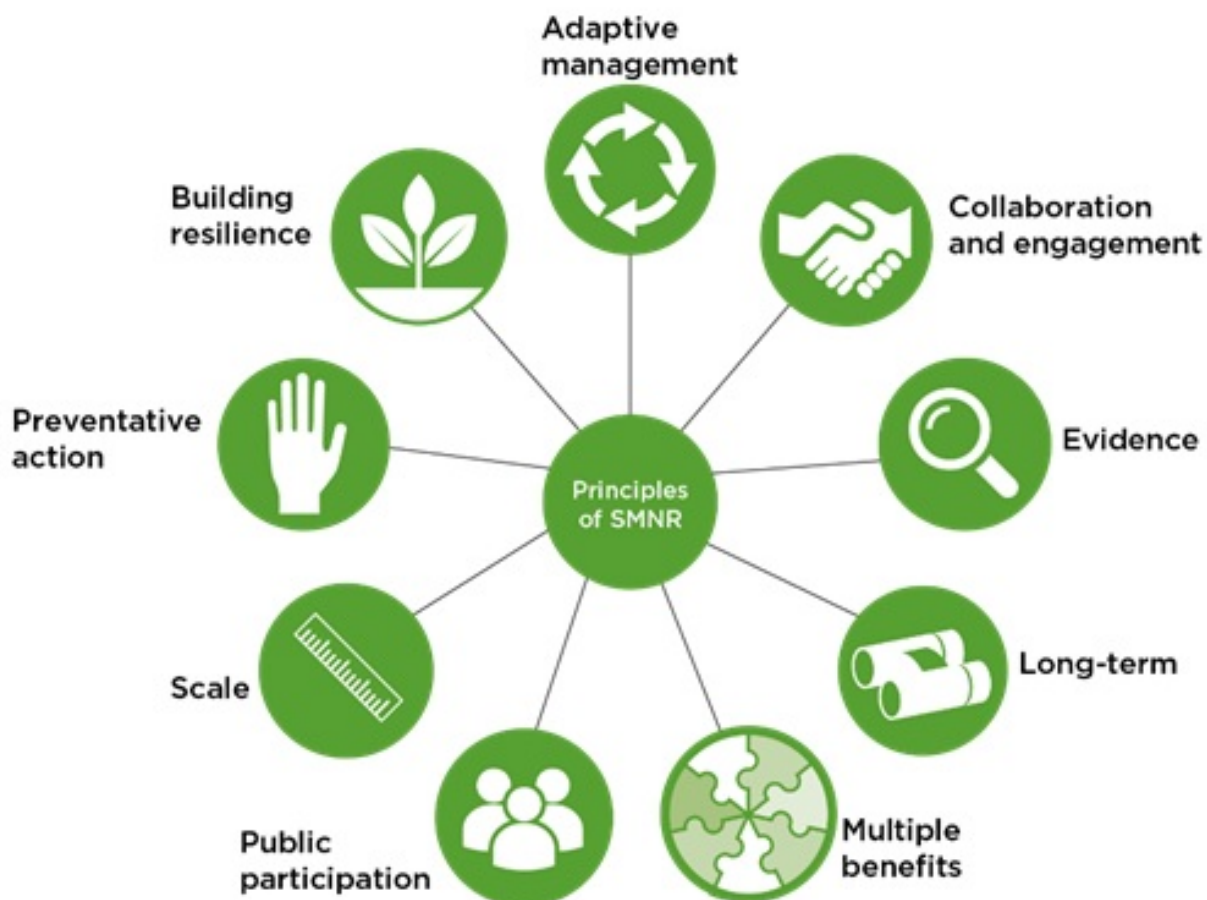 Adaptive
management
Collaboration
and engagement
Evidence
Long-term
Multiple
benefits
Public
participation
Scale
Preventative
action
Building
resilience
Principles
of SMNR